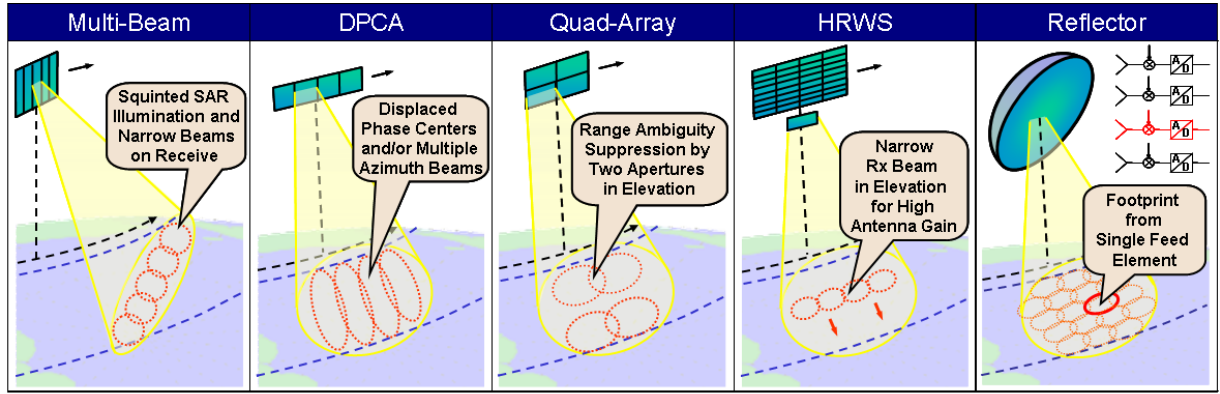 Multi-Beam
Squinted SAR
Illumination and
Narrow Beams
on Receive
DPCA
Displaced
Phase Centers
and/or Multiple
Azimuth Beams
Quad-Array
Range Ambiguity
Suppression by
Two Apertures
in Elevation
HRWS
Narrow
Rx Beam
in Elevation
for High
Antenna Gain
Reflector
A/D
A/D
A/D
A/D
Footprint
from
Single Feed
Element